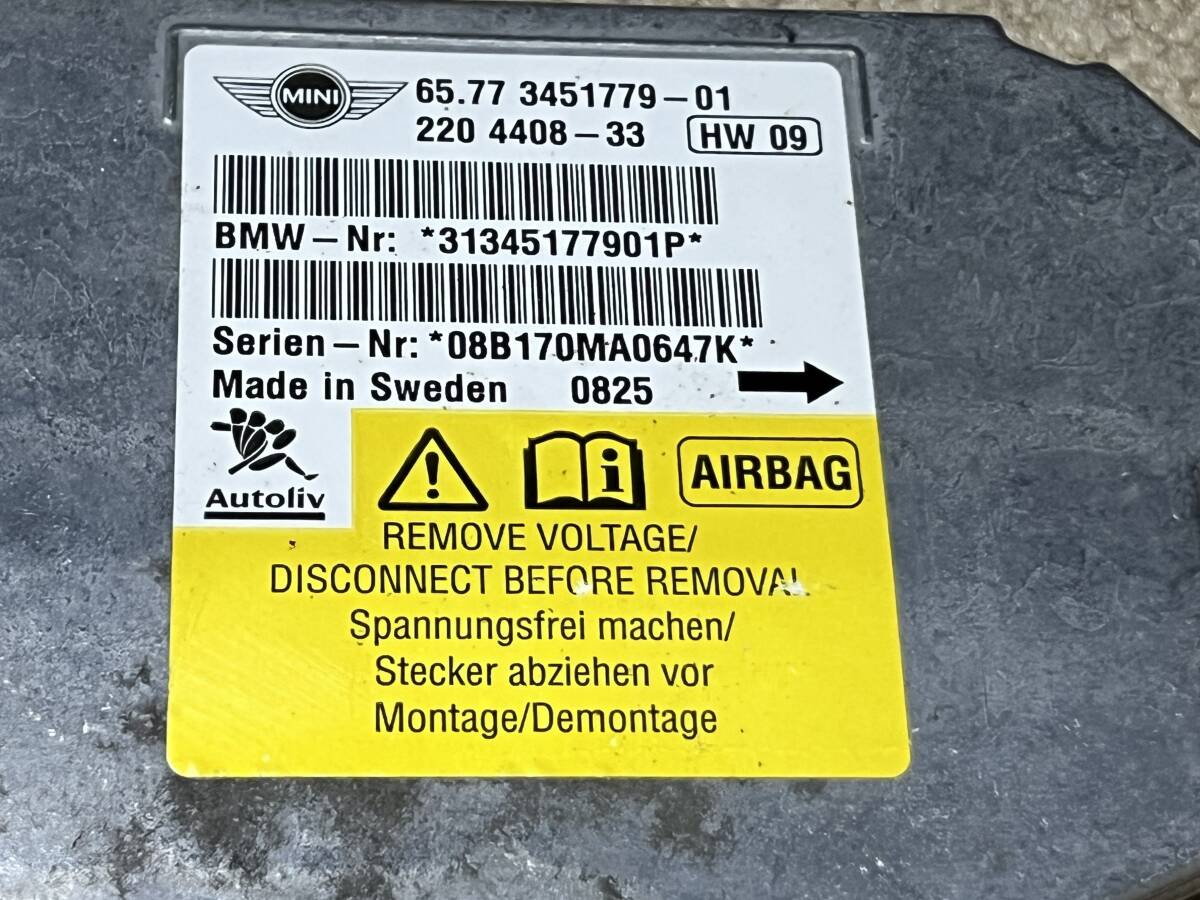 MINI
65.77 3451779-01
220 4408-33 HW 09
BMW-Nr: *31345177901P*
Serien-Nr: *08B170MA0647K*
Made in Sweden 0825
Autoliv
i AIRBAG
REMOVE VOLTAGE/
DISCONNECT BEFORE REMOVAL
Spannungsfrei machen/
Stecker abziehen vor
Montage/Demontage